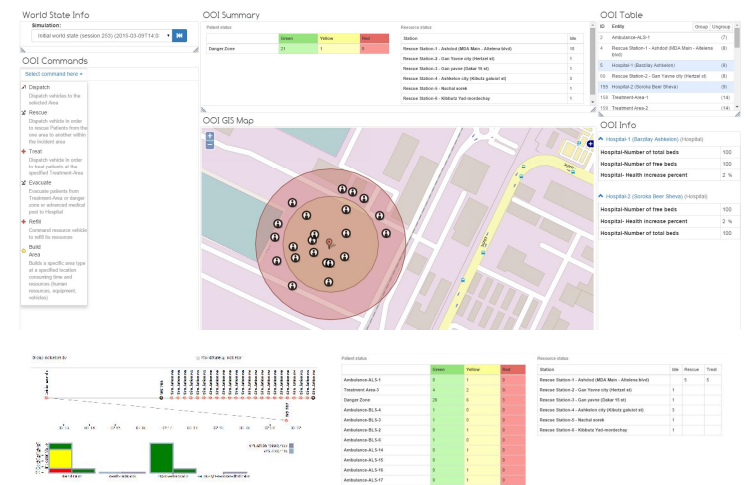 World State Info
Simulation:
Initial world state (session 253) (2015-03-09T14:3
OOI Commands
Select command here
Dispatch
Dispatch vehicles to the
selected Area
Rescue
Dispatch vehicle in order
to rescue Patients from the
one area to another within
the Incident area
Treat
Dispatch vehicle in order
to treat patients at the
specified Treatment-Area
Evacuate
Evacuate patients from
Treatment-Area or danger
zone or advanced medical
post to Hospital
Refill
Command resource vehicle
to refill its resources
Build
Area
Builds a specific area type
at a specified location
consuming time and
resources (human
resources, equipment,
vehicles)
OOI Summary
Patient status
Green Yellow Red
Danger Zone 21 1 0
Resource status
Station Idle
Rescue Station-1 - Ashdod (MDA Main - Altelena
blvd) 10
Rescue Station-2 - Gan Yavne city (Hertzel st) 1
Rescue Station-3 - Gan yavne (Dakar 15 st) 1
Rescue Station-4 - Ashkelon city (Kibutz galuiot st) 3
Rescue Station-5 - Nachal sorek 1
Rescue Station-6 - Kibbutz Yad-mordechay 1
OOI GIS Map
+
−
OOI Table
ID Entity Group Ungroup
2 Ambulance-ALS-1 (7)
4 Rescue Station-1 - Ashdod (MDA Main - Altelena
blvd) (8)
5 Hospital-1 (Barzilay Ashkelon) (9)
Rescue Station-2 - Gan Yavne city (Hertzel st) (8)
Hospital-2 (Soroka Beer Sheva) (9)
158 Treatment-Area-1 (14)
159 Treatment-Area-2 (14)
OOI Info
Hospital-1 (Barzilay Ashkelon) (Hospital)
Hospital-Number of total beds 100
Hospital-Number of free beds 100
Hospital- Health increase percent 2 %
Hospital-2 (Soroka Beer Sheva) (Hospital)
Hospital-Number of free beds 100
Hospital- Health increase percent 2 %
Hospital-Number of total beds 100
Patient status
Green Yellow Red
Ambulance-ALS-1 0 1 0
Treatment Area-3 4 2 0
Danger Zone 6
Ambulance-BLS-4 1 0 0
Ambulance-BLS-3 1 0 0
Ambulance-BLS-2 0 1 0
Ambulance-BLS-5 1 0 0
Ambulance-ALS-14 0 1 0
Ambulance-ALS-15 0 1 0
Ambulance-ALS-16 0 1 0
Ambulance-ALS-17 0 1 0
Resource status
Station Idle Rescue Treat
Rescue Station-1 - Ashdod (MDA Main - Altelena blvd) 5 5
Rescue Station-2 - Gan Yavne city (Hertzel st) 1
Rescue Station-3 - Gan yavne (Dakar 15 st) 1
Rescue Station-4 - Ashkelon city (Kibutz galuiot st) 3
Rescue Station-5 - Nachal sorek 1
Rescue Station-6 - Kibbutz Yad-mordechay 1